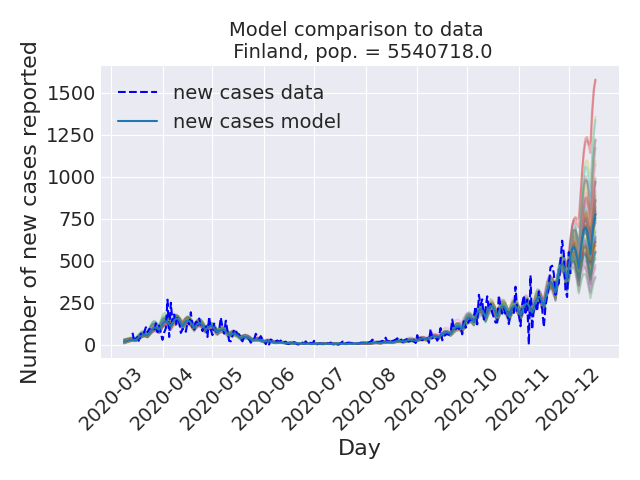 Model comparison to data
Finland, pop. = 5540718.0
Number of new cases reported
1500
1250
1000
750
500
250
0
new cases data
new cases model
2020-03
2020-04
2020-05
2020-06
2020-07
2020-08
2020-09
2020-10
2020-11
2020-12
Day